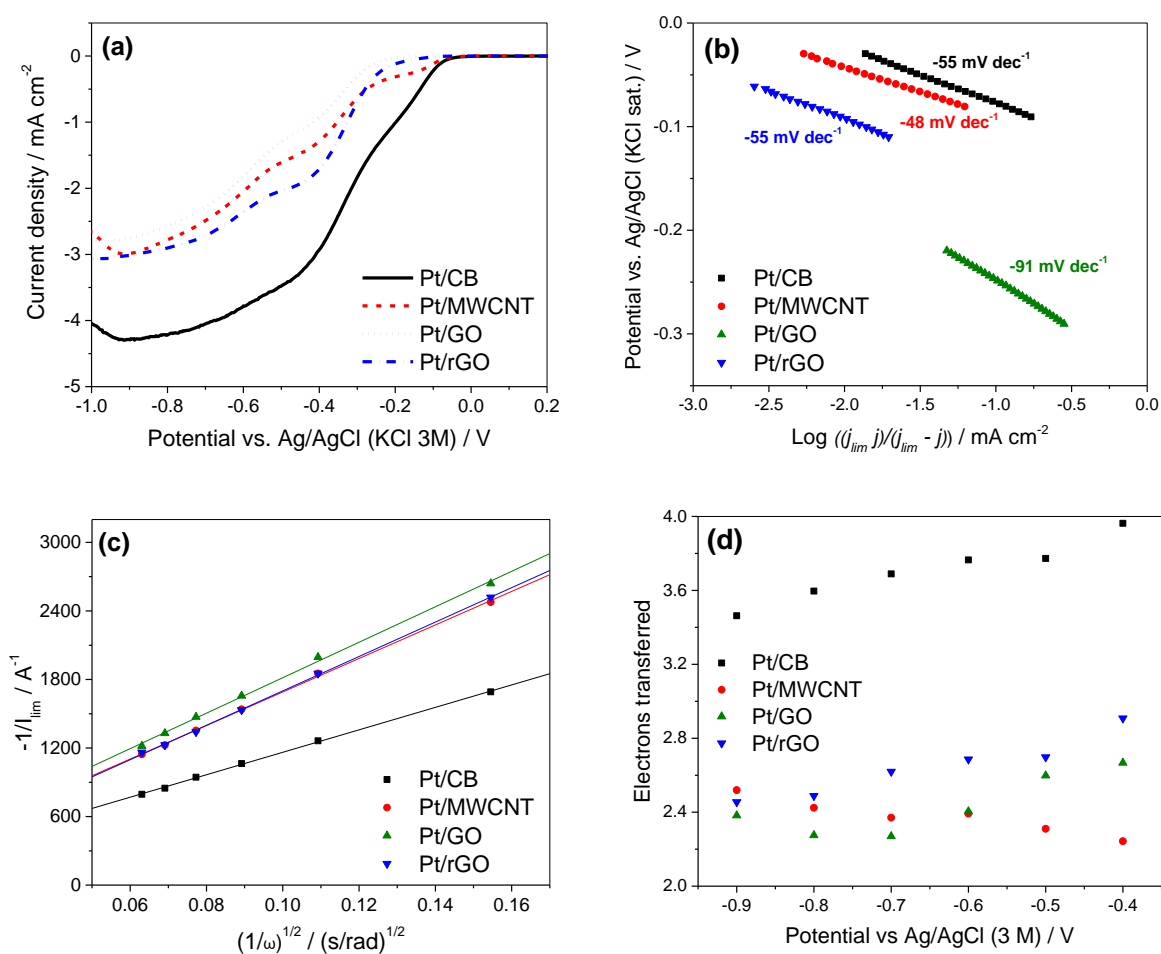 (a)
0
-1
-2
-3
-4
-5
Current density / mA cm⁻²
Pt/CB
Pt/MWCNT
Pt/GO
Pt/rGO
-1.0 -0.8 -0.6 -0.4 -0.2 0.0 0.2
Potential vs. Ag/AgCl (KCl 3M) / V
(b)
0.0
-0.1
-0.2
-0.3
Potential vs. Ag/AgCl (KCl sat.) / V
-55 mV dec⁻¹
-48 mV dec⁻¹
-55 mV dec⁻¹
-91 mV dec⁻¹
Pt/CB
Pt/MWCNT
Pt/GO
Pt/rGO
-3.0 -2.5 -2.0 -1.5 -1.0 -0.5 0.0
Log ((j_lim j)/(j_lim - j)) / mA cm⁻²
(c)
3000
2400
1800
1200
600
0
-1/I_lim / A⁻¹
Pt/CB
Pt/MWCNT
Pt/GO
Pt/rGO
0.06 0.08 0.10 0.12 0.14 0.16
(1/ω)¹/² / (s/rad)¹/²
(d)
4.0
3.6
3.2
2.8
2.4
2.0
Electrons transferred
Pt/CB
Pt/MWCNT
Pt/GO
Pt/rGO
-0.9 -0.8 -0.7 -0.6 -0.5 -0.4
Potential vs Ag/AgCl (3 M) / V